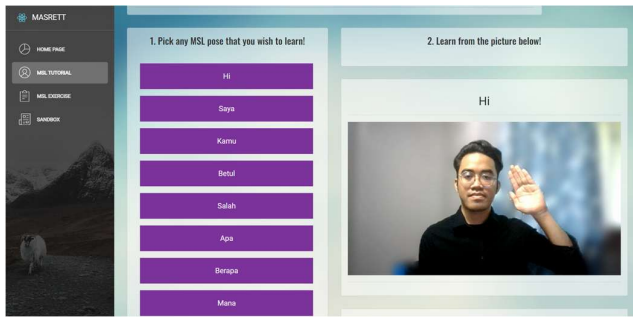 MASRETT
HOME PAGE
MSL TUTORIAL
MSL EXERCISE
SANDBOX
1. Pick any MSL pose that you wish to learn!
Hi
Saya
Kamu
Betul
Salah
Apa
Berapa
Mana
2. Learn from the picture below!
Hi